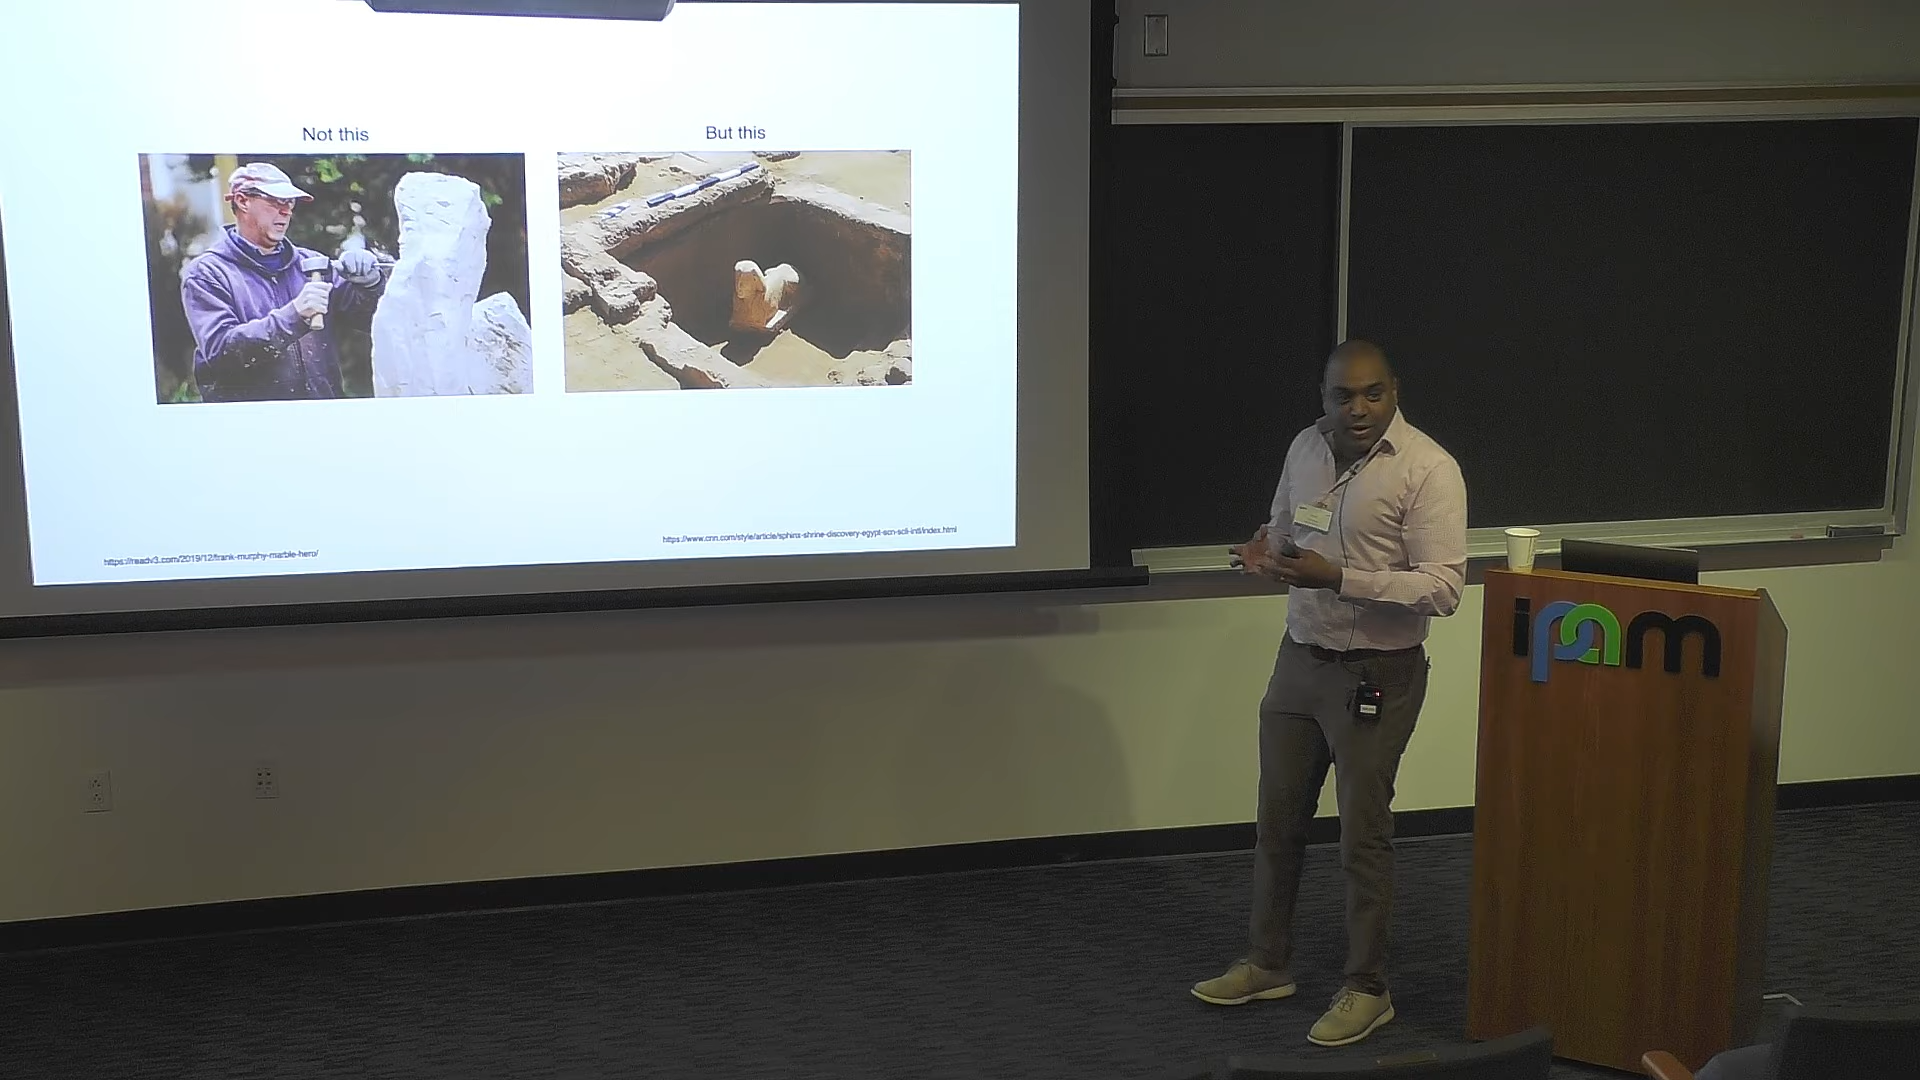 Not this
But this
https://www.cnn.com/style/article/sphinx-shrine-discovery-egypt-scn-scli-intl/index.html
https://readv3.com/2019/12/frank-murphy-marble-hero/
ipam